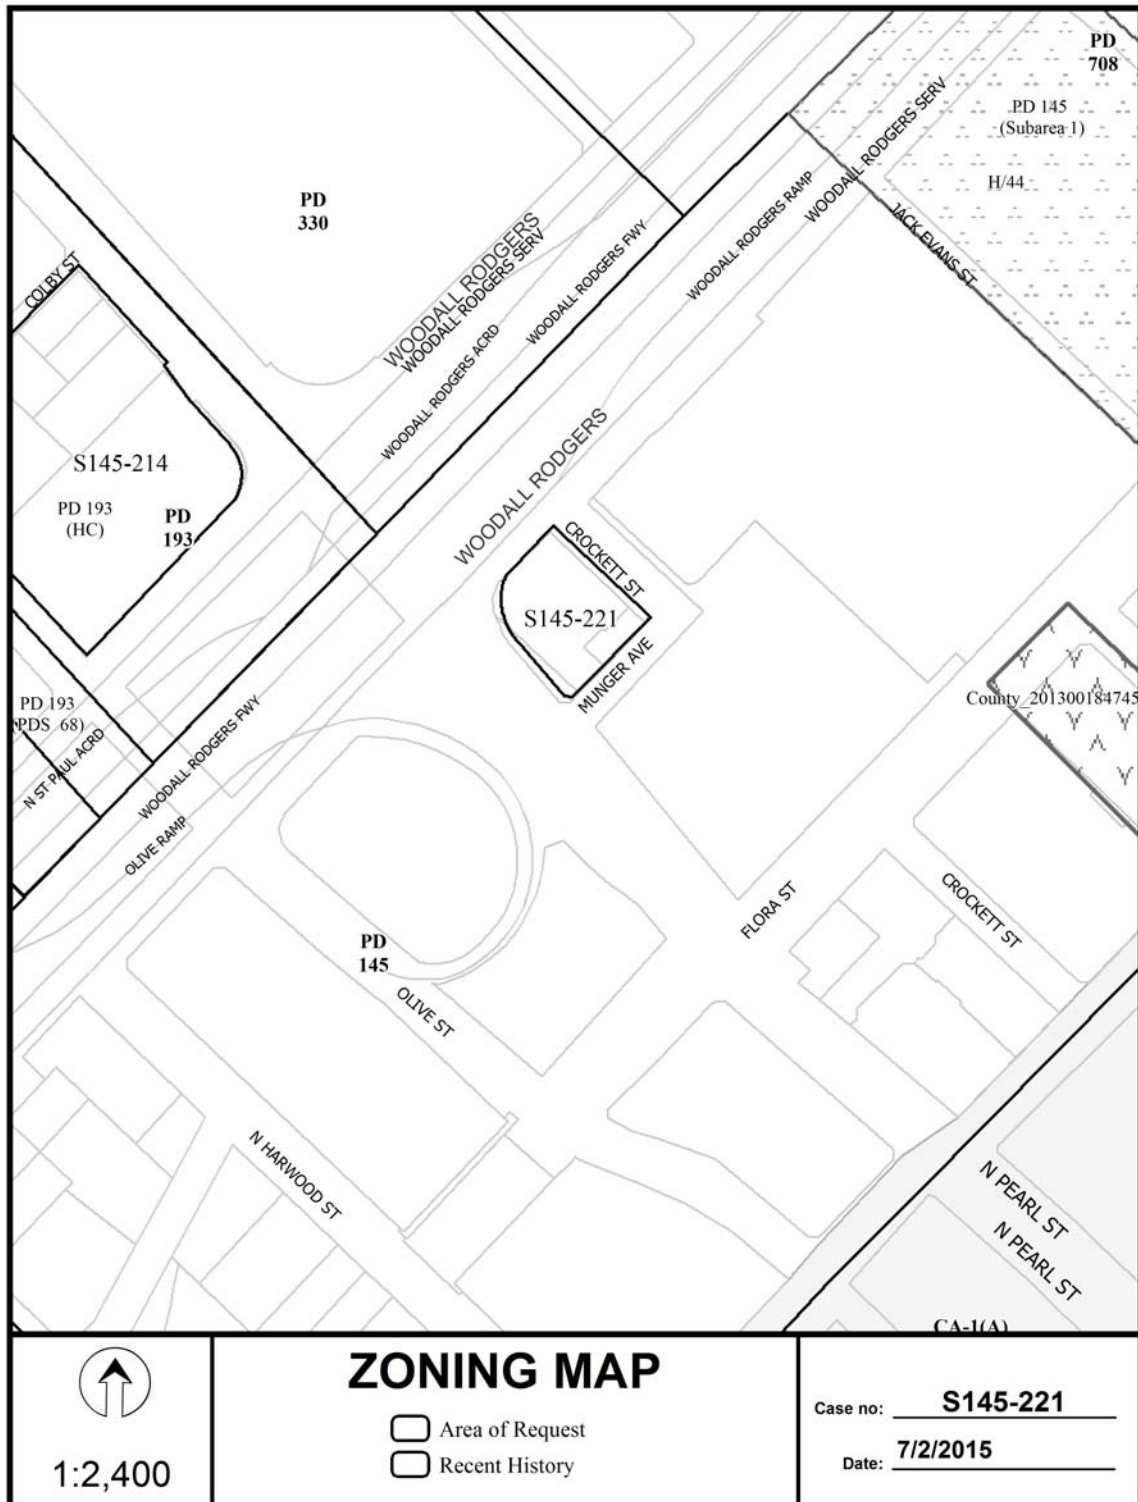 PD
708
PD 145
(Subarea 1)
H/44
PD
330
WOODALL RODGERS
WOODALL RODGERS SERV
WOODALL RODGERS ACRD
WOODALL RODGERS FWY
WOODALL RODGERS RAMP
WOODALL RODGERS SERV
JACK EVANS ST
COLBY ST
S145-214
PD 193
(HC)
PD
193
WOODALL RODGERS
CROCKETT ST
S145-221
MUNGER AVE
County_201300184745
PD 193
(PDS 68)
N ST PAUL ACRD
WOODALL RODGERS FWY
OLIVE RAMP
FLORA ST
CROCKETT ST
PD
145
OLIVE ST
N HARWOOD ST
N PEARL ST
N PEARL ST
CA-1(A)
1:2,400
ZONING MAP
Area of Request
Recent History
Case no: S145-221
Date: 7/2/2015